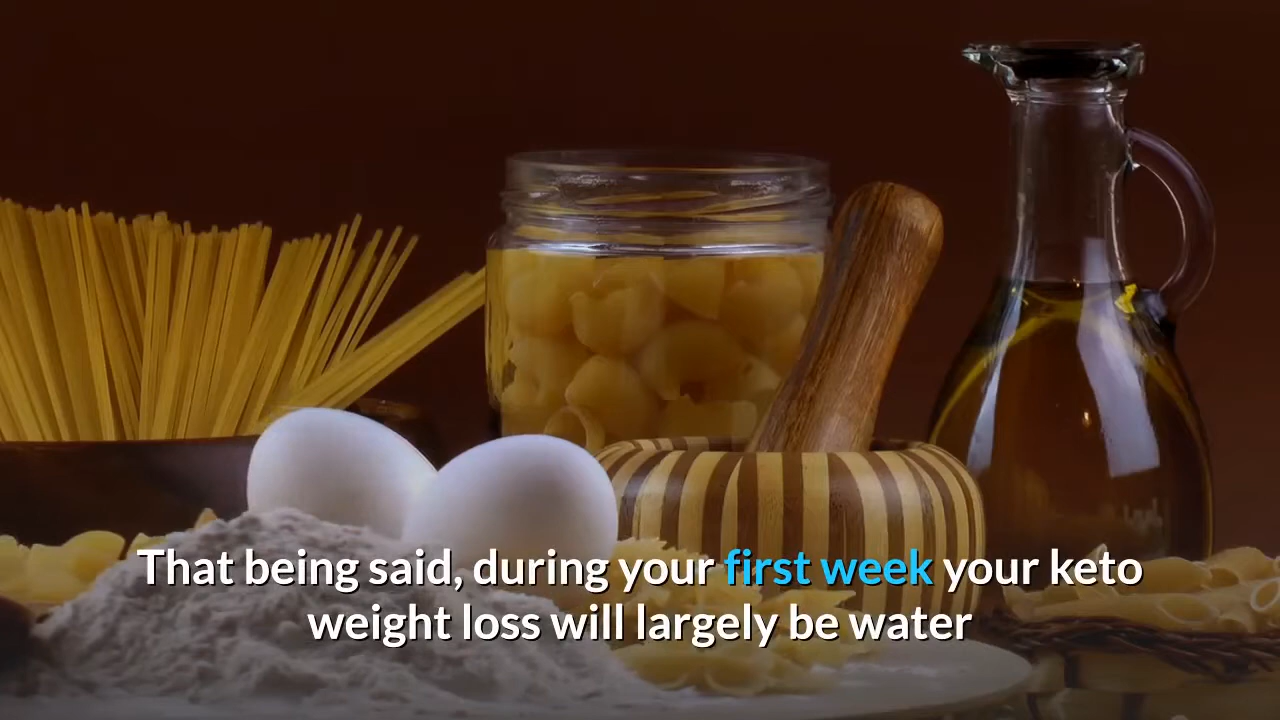 That being said, during your first week your keto
weight loss will largely be water